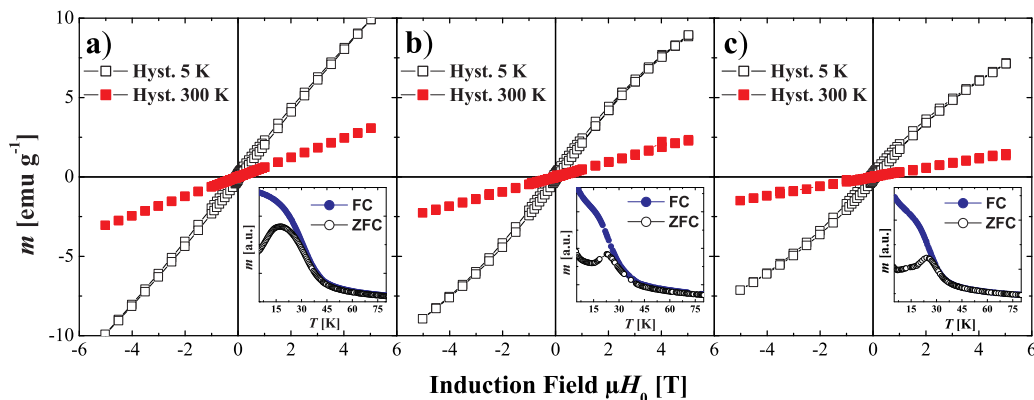 a)
Hyst. 5 K
Hyst. 300 K
b)
Hyst. 5 K
Hyst. 300 K
c)
Hyst. 5 K
Hyst. 300 K
10
5
0
-5
-10
m [emu g-1]
FC
ZFC
m [a.u.]
15 30 45 60 75
T [K]
FC
ZFC
m [a.u.]
15 30 45 60 75
T [K]
FC
ZFC
m [a.u.]
15 30 45 60 75
T [K]
-6 -4 -2 0 2 4 6 -4 -2 0 2 4 6 -4 -2 0 2 4 6
Induction Field μH0 [T]